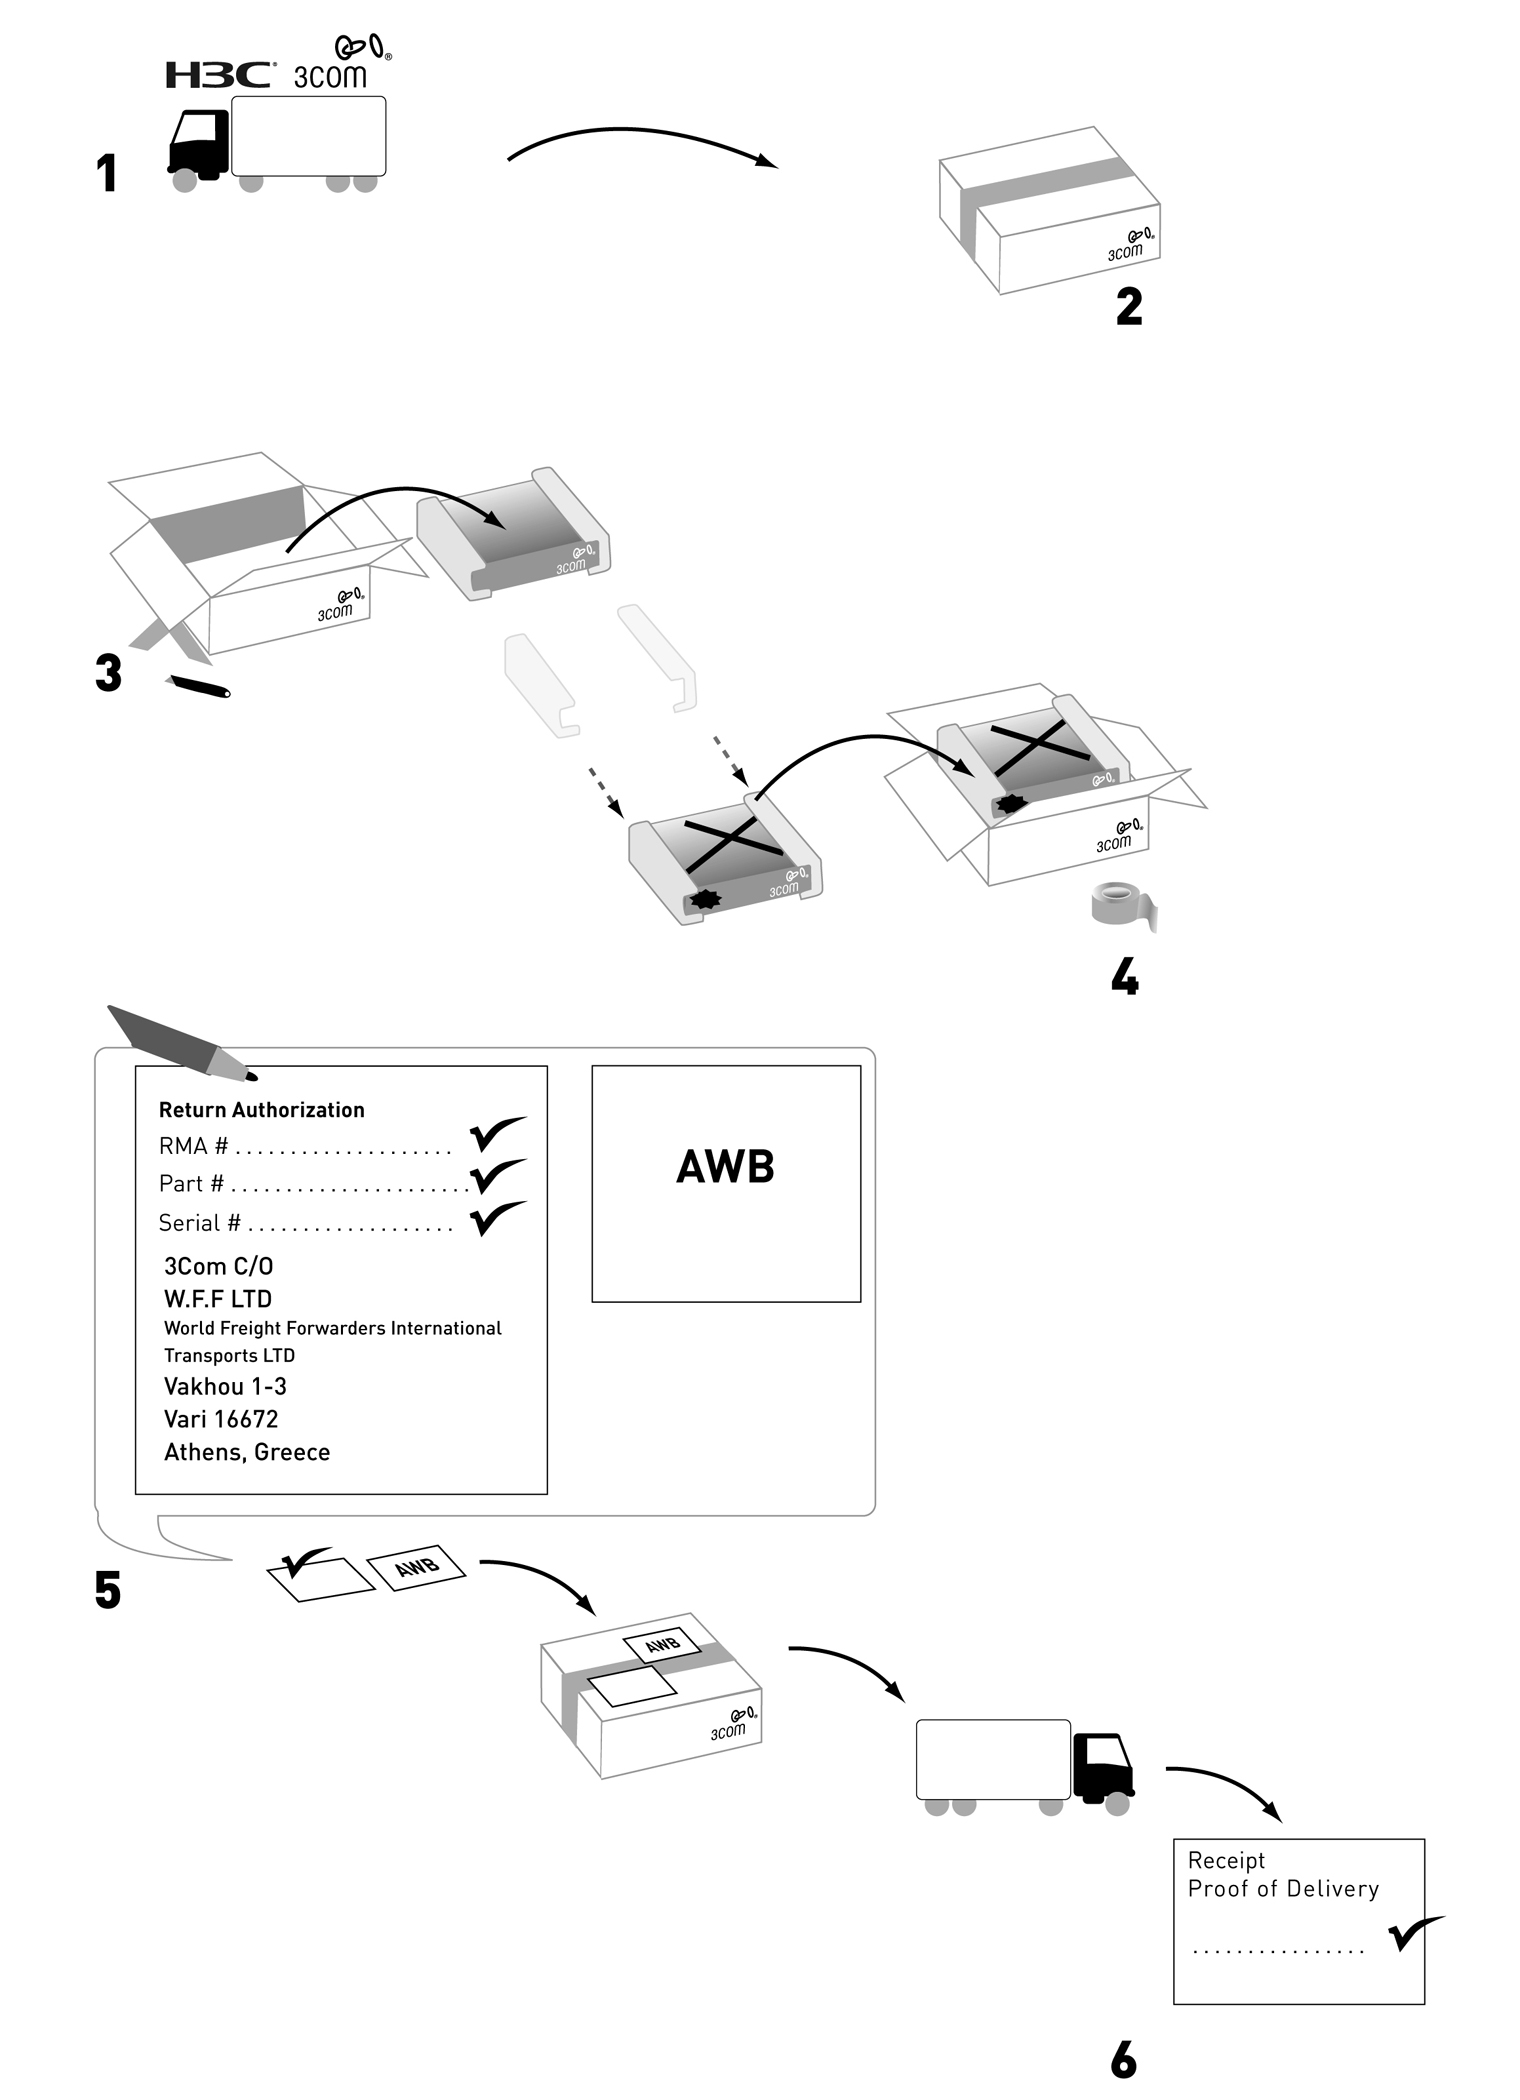 H3C 3COM
1
3COM
2
3COM
3COM
3
3COM
3COM
4
Return Authorization
RMA # ....................
Part # ......................
Serial # ...................
3Com C/O
W.F.F LTD
World Freight Forwarders International
Transports LTD
Vakhou 1-3
Vari 16672
Athens, Greece
AWB
5
AWB
AWB
3COM
Receipt
Proof of Delivery
................
6